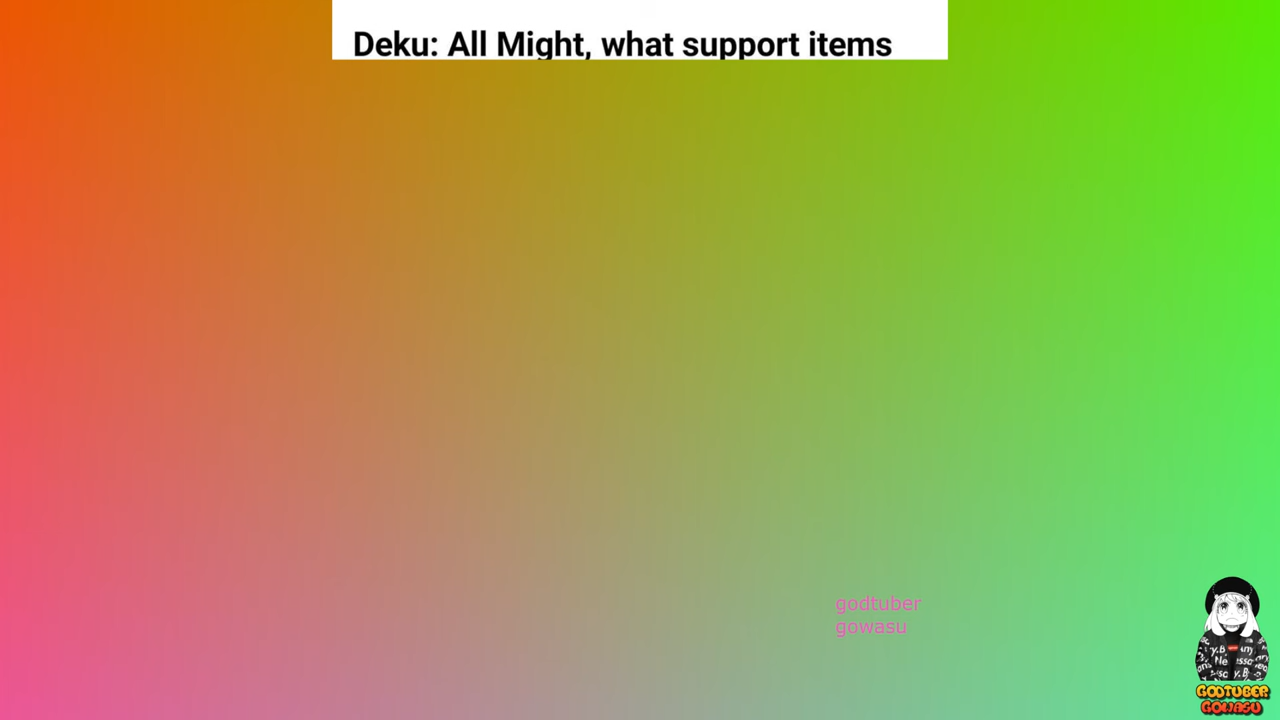 Deku: All Might, what support items
godtuber
gowasu
GODTUBER
GOWASU